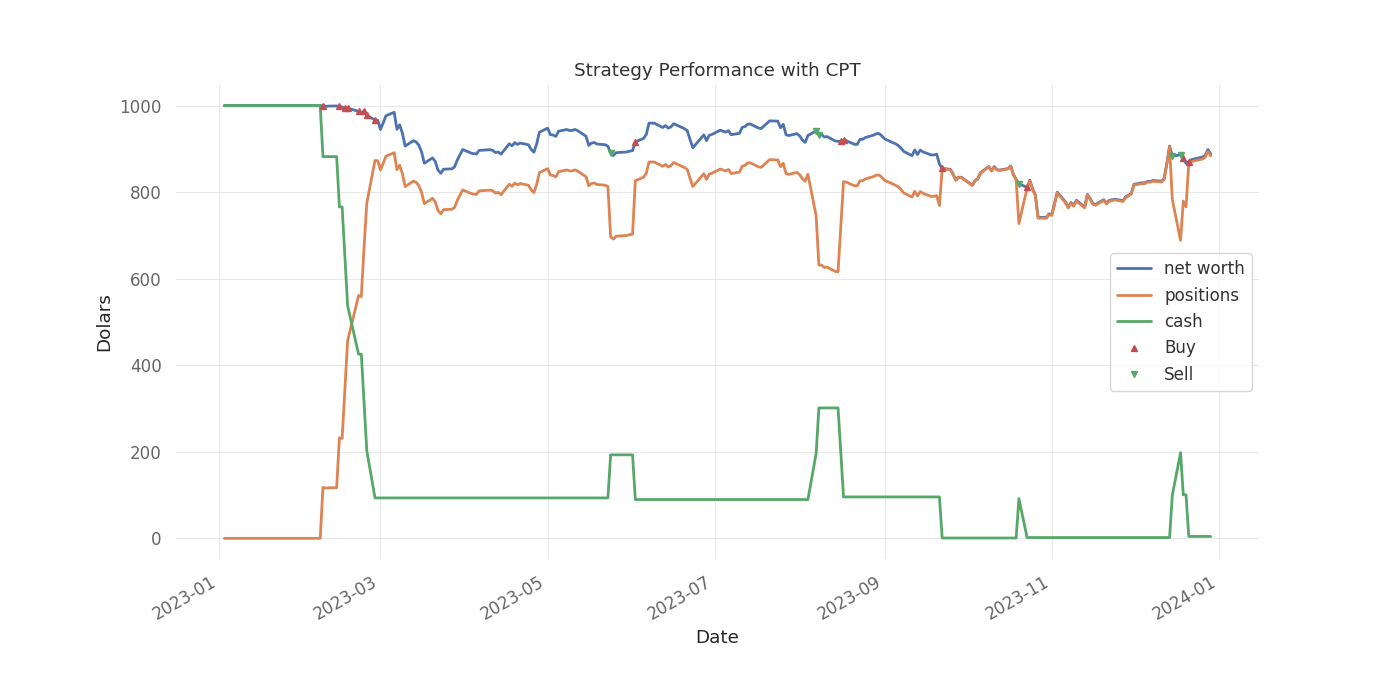 Strategy Performance with CPT
1000
800
600
400
200
0
Dolars
net worth
positions
cash
Buy
Sell
2023-01
2023-03
2023-05
2023-07
2023-09
2023-11
2024-01
Date